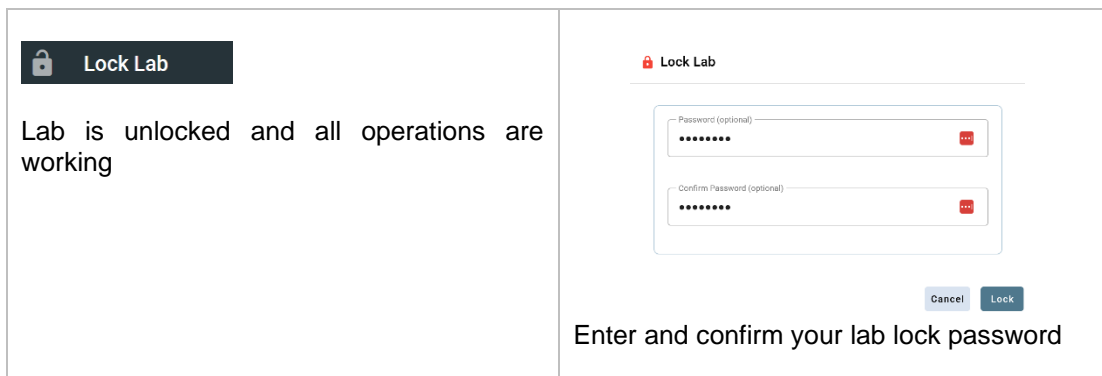 Lock Lab
Lab is unlocked and all operations are
working
Lock Lab
Password (optional)
••••••••
Confirm Password (optional)
••••••••
Cancel
Lock
Enter and confirm your lab lock password